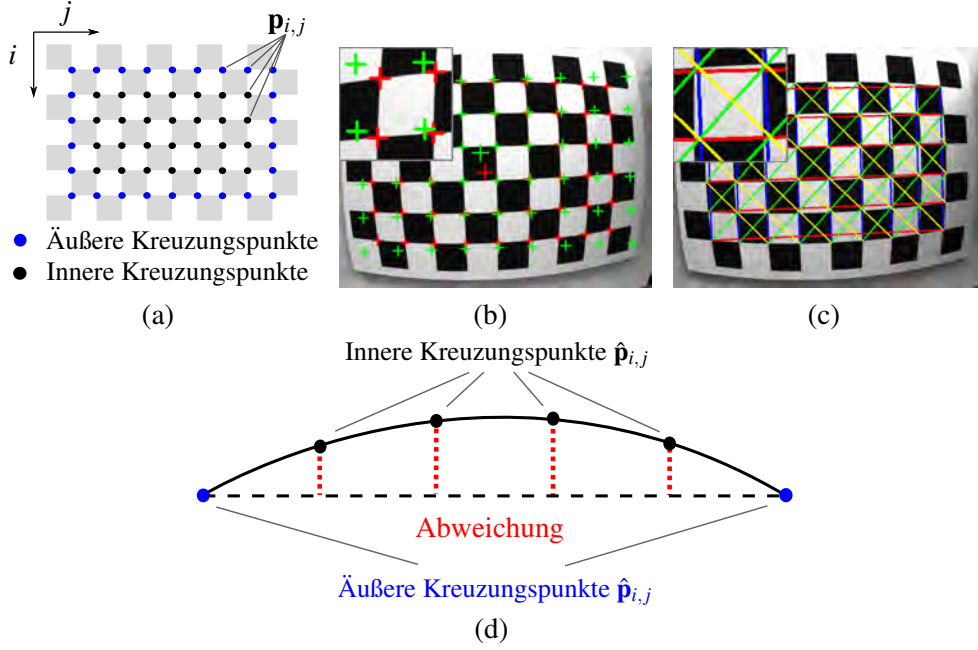 j
i
p_{i,j}
Äußere Kreuzungspunkte
Innere Kreuzungspunkte
(a)
(b)
(c)
Innere Kreuzungspunkte p̂_{i,j}
Abweichung
Äußere Kreuzungspunkte p̂_{i,j}
(d)